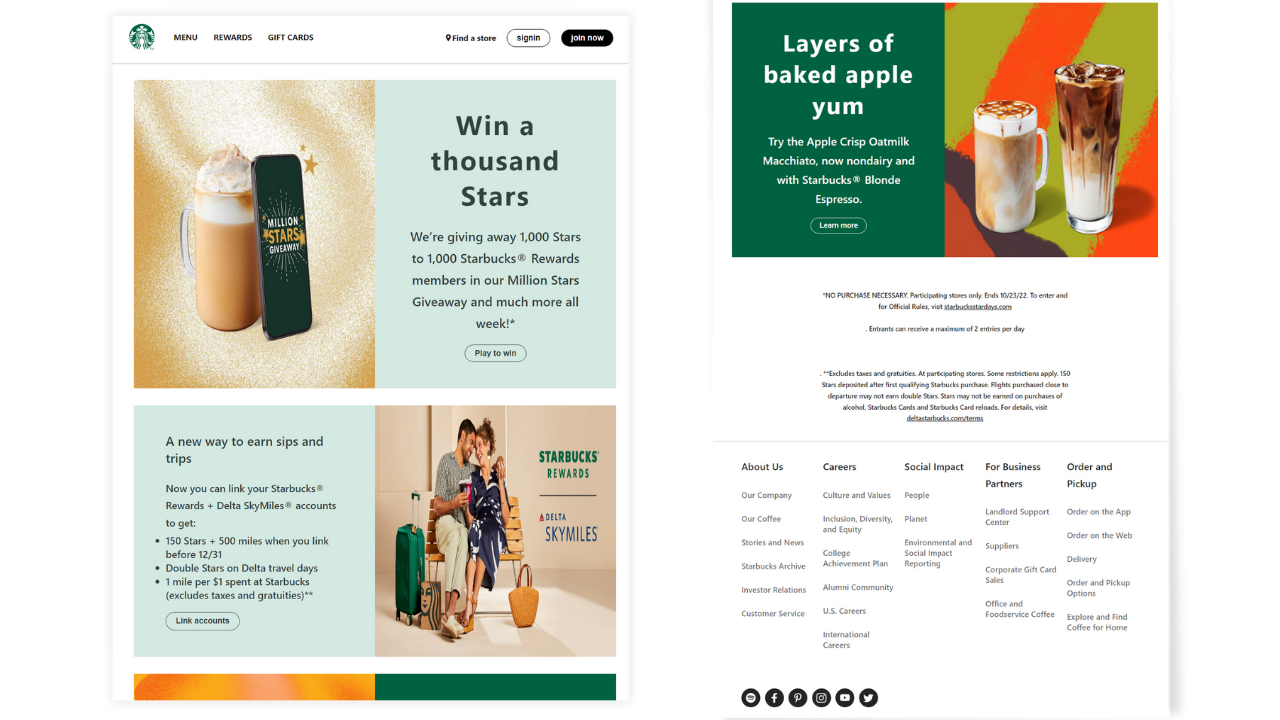 MENU REWARDS GIFT CARDS Find a store signin join now
MILLION
STARS
GIVEAWAY
Win a
thousand
Stars
We're giving away 1,000 Stars
to 1,000 Starbucks® Rewards
members in our Million Stars
Giveaway and much more all
week!*
Play to win
A new way to earn sips and
trips
Now you can link your Starbucks®
Rewards + Delta SkyMiles® accounts
to get:
• 150 Stars + 500 miles when you link
before 12/31
• Double Stars on Delta travel days
• 1 mile per $1 spent at Starbucks
(excludes taxes and gratuities)**
Link accounts
STARBUCKS®
REWARDS
DELTA
SKYMILES®
Layers of
baked apple
yum
Try the Apple Crisp Oatmilk
Macchiato, now nondairy and
with Starbucks® Blonde
Espresso.
Learn more
*NO PURCHASE NECESSARY. Participating stores only. Ends 10/23/22. To enter and
for Official Rules, visit starbucksstardays.com
. Entrants can receive a maximum of 2 entries per day
. **Excludes taxes and gratuities. At participating stores. Some restrictions apply. 150
Stars deposited after first qualifying Starbucks purchase. Flights purchased close to
departure may not earn double Stars. Stars may not be earned on purchases of
alcohol, Starbucks Cards and Starbucks Card reloads. For details, visit
deltastarbucks.com/terms
About Us
Our Company
Our Coffee
Stories and News
Starbucks Archive
Investor Relations
Customer Service
Careers
Culture and Values
Inclusion, Diversity,
and Equity
College
Achievement Plan
Alumni Community
U.S. Careers
International
Careers
Social Impact
People
Planet
Environmental and
Social Impact
Reporting
For Business
Partners
Landlord Support
Center
Suppliers
Corporate Gift Card
Sales
Office and
Foodservice Coffee
Order and
Pickup
Order on the App
Order on the Web
Delivery
Order and Pickup
Options
Explore and Find
Coffee for Home